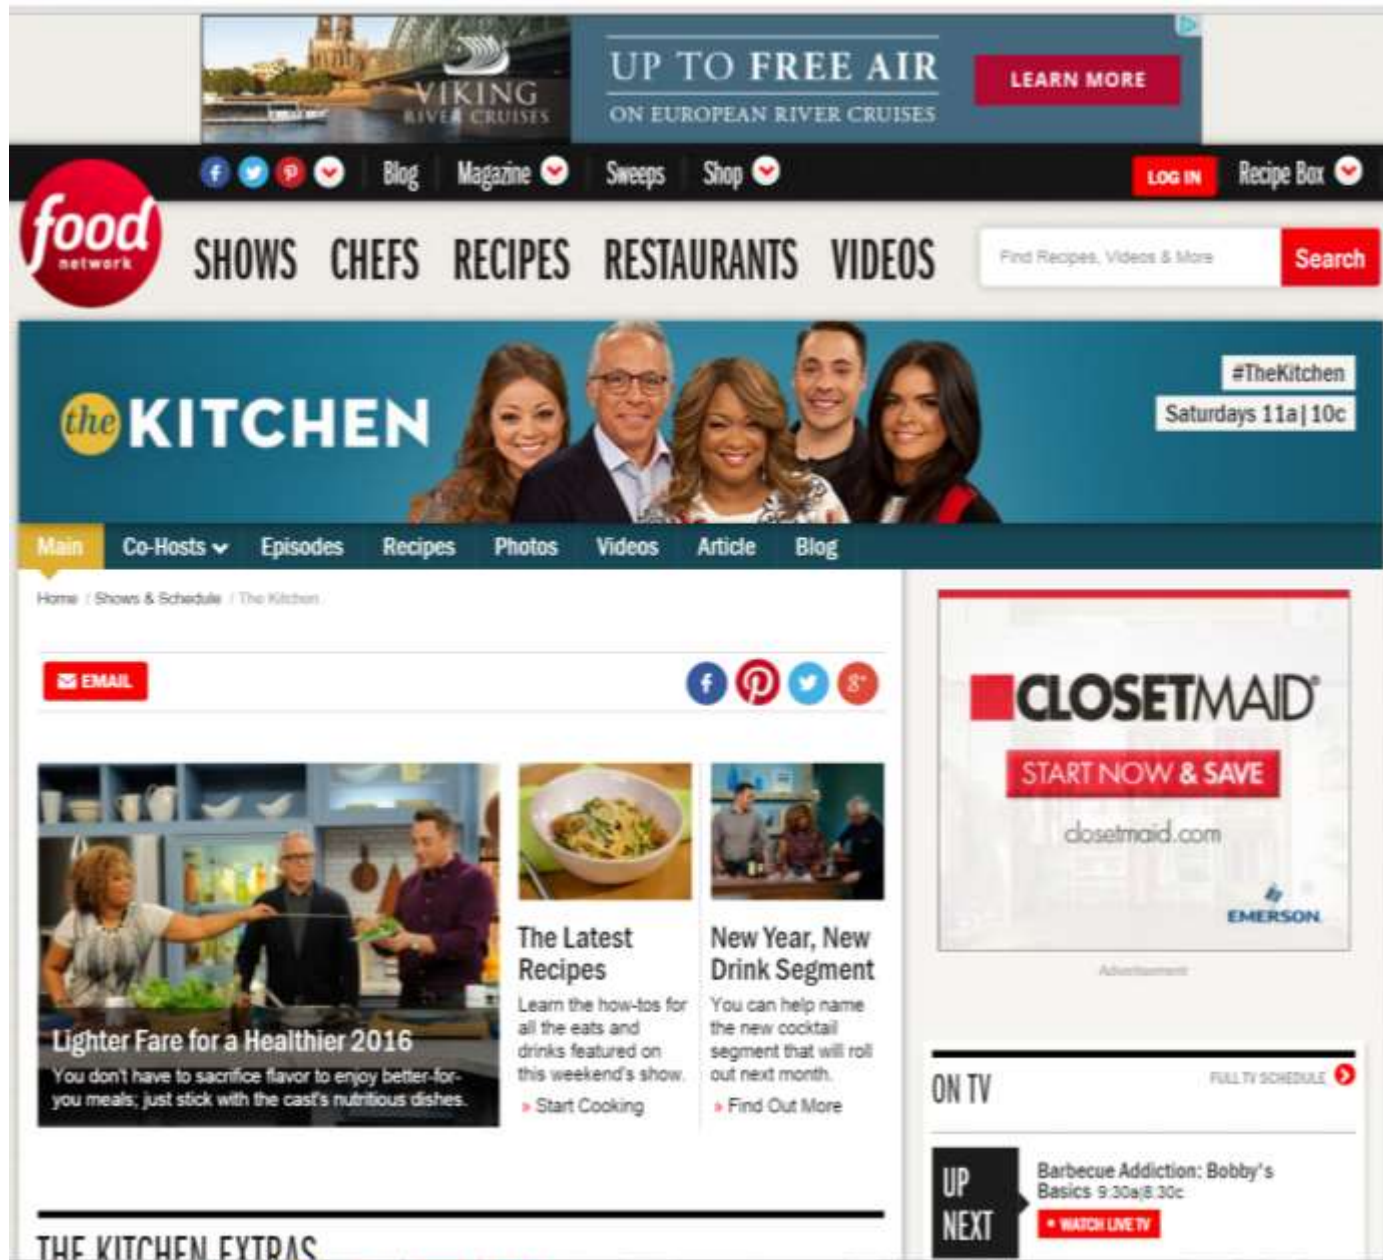 VIKING
RIVER CRUISES
UP TO FREE AIR
ON EUROPEAN RIVER CRUISES
LEARN MORE
Blog
Magazine
Sweeps
Shop
LOG IN
Recipe Box
food
network
SHOWS
CHEFS
RECIPES
RESTAURANTS
VIDEOS
Find Recipes, Videos & More
Search
the KITCHEN
#TheKitchen
Saturdays 11a|10c
Main
Co-Hosts
Episodes
Recipes
Photos
Videos
Article
Blog
Home / Shows & Schedule / The Kitchen
EMAIL
Lighter Fare for a Healthier 2016
You don't have to sacrifice flavor to enjoy better-for-
you meals; just stick with the cast's nutritious dishes.
The Latest
Recipes
Learn the how-tos for
all the eats and
drinks featured on
this weekend's show.
» Start Cooking
New Year, New
Drink Segment
You can help name
the new cocktail
segment that will roll
out next month.
» Find Out More
CLOSETMAID®
START NOW & SAVE
closetmaid.com
EMERSON
Advertisement
ON TV
FULL TV SCHEDULE
UP
NEXT
Barbecue Addiction: Bobby's
Basics 9:30a|8:30c
WATCH LIVE TV
THE KITCHEN EXTRAS